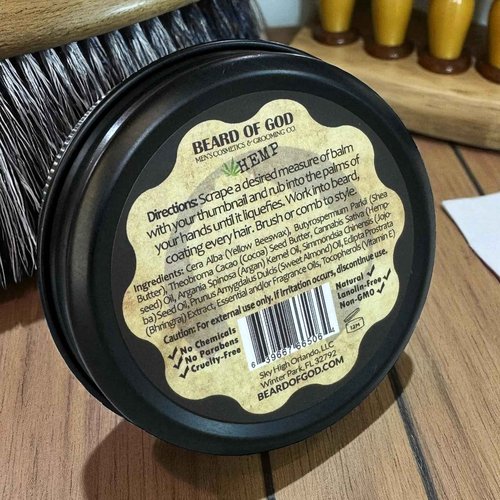 BEARD OF GOD
MEN'S COSMETICS & GROOMING CO.
HEMP
Directions: Scrape a desired measure of balm
with your thumbnail and rub into the palms of
your hands until it liquefies. Work into beard,
coating every hair. Brush or comb to style.
Ingredients: Cera Alba (Yellow Beeswax), Butyrospermum Parkii (Shea
Butter), Theobroma Cacao (Cocoa) Seed Butter, Cannabis Sativa (Hemp-
seed) Oil, Argania Spinosa (Argan) Kernel Oil, Simmondsia Chinensis (Jojo-
ba) Seed Oil, Prunus Amygdalus Dulcis (Sweet Almond) Oil, Edipta Prostrata
(Bhringraj) Extract, Essential and/or Fragrance Oils, Tocopherols (Vitamin E)
Caution: For external use only. If irritation occurs, discontinue use.
No Chemicals
No Parabens
Cruelty-Free
Natural
Lanolin-Free
Non-GMO
12M
Sky High Orlando, LLC
Winter Park, FL 32792
BEARDOFGOD.COM